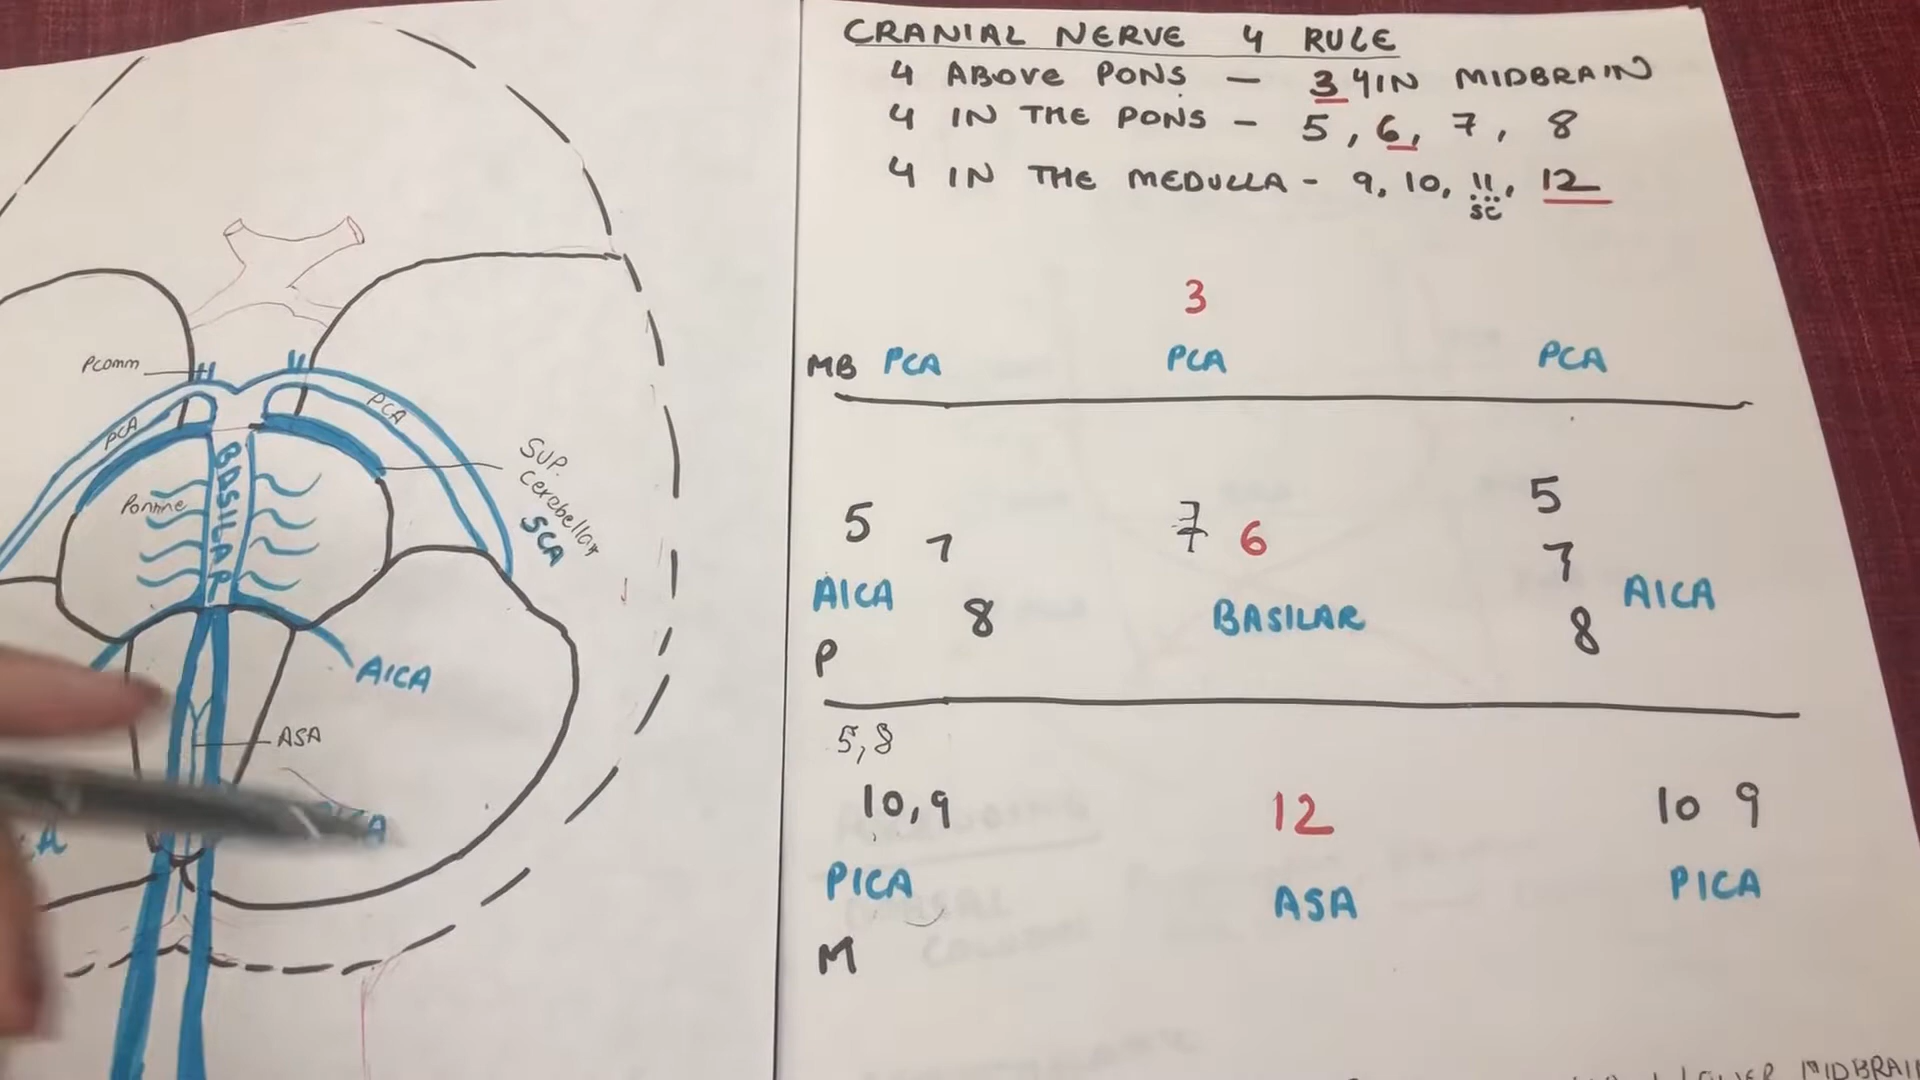 Pcomm
PCA
PCA
BASILAR
Pontine
SUP.
Cerebellar
SCA
AICA
ASA
CRANIAL NERVE 4 RULE
4 ABOVE PONS - 3 4 IN MIDBRAIN
4 IN THE PONS - 5, 6, 7, 8
4 IN THE MEDULLA - 9, 10, 11, 12
SC
3
MB PCA PCA PCA
5 7 7 6 5
7
AICA 8 BASILAR 8 AICA
P
5,8
10,9 12 10 9
PICA ASA PICA
M
MIDBRAIN